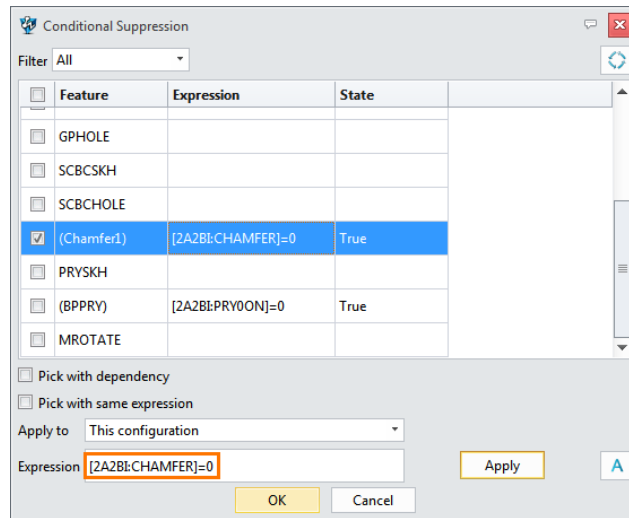 Conditional Suppression
Filter All
Feature Expression State
GPHOLE
SCBCSKH
SCBCHOLE
(Chamfer1) [2A2BI:CHAMFER]=0 True
PRYSKH
(BPPRY) [2A2BI:PRY0ON]=0 True
MROTATE
Pick with dependency
Pick with same expression
Apply to This configuration
Expression [2A2BI:CHAMFER]=0 Apply A
OK Cancel